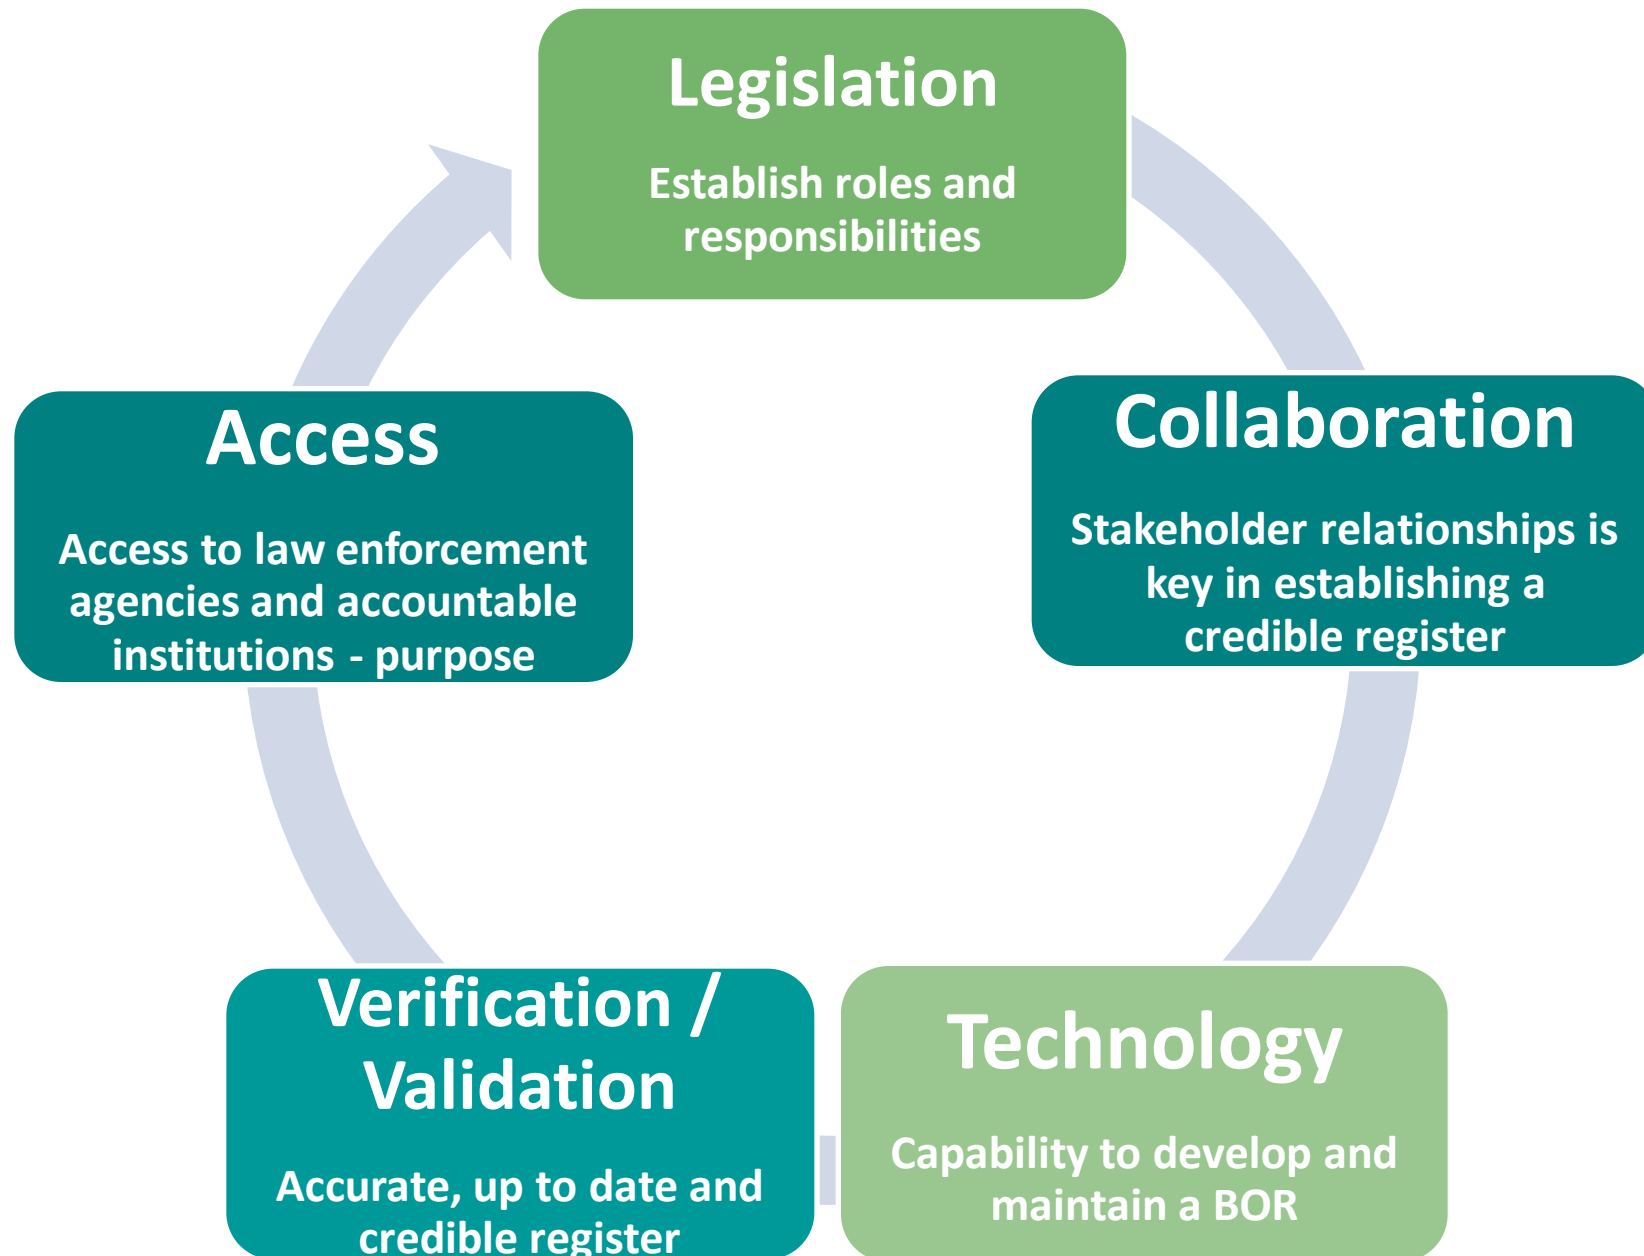 Legislation
Establish roles and
responsibilities
Collaboration
Stakeholder relationships is
key in establishing a
credible register
Technology
Capability to develop and
maintain a BOR
Verification /
Validation
Accurate, up to date and
credible register
Access
Access to law enforcement
agencies and accountable
institutions - purpose